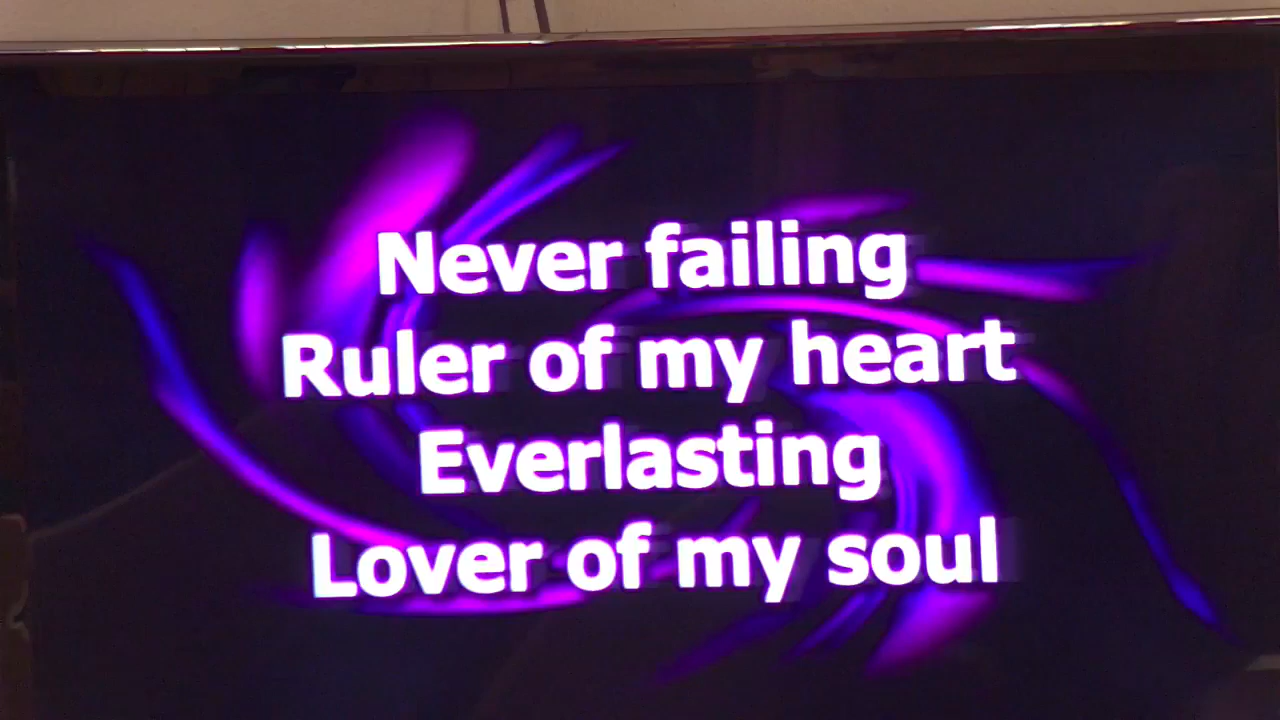 Never failing
Ruler of my heart
Everlasting
Lover of my soul